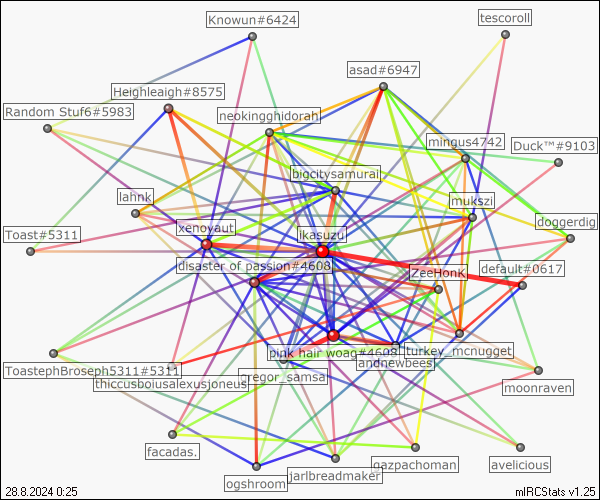 Knowun#6424
tescoroll
asad#6947
Heighleaigh#8575
Random Stuf6#5983
neokingghidorah
mingus4742
Duck™#9103
bigcitysamurai
lahnk
mukszi
xenovaut
ikasuzu
doggerdig
Toast#5311
disaster of passion#4608
ZeeHonK
default#0617
pink hair woag#4608
turkey_mcnugget
andnewbees
ToastephBroseph5311#5311
gregor_samsa
thiccusboiusalexusjoneus
moonraven
facadas.
gazpachoman
avelicious
jarlbreadmaker
ogshroom
28.8.2024 0:25
mIRCStats v1.25